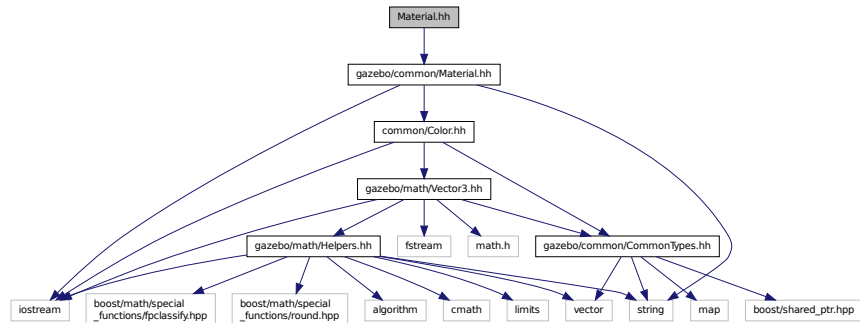 Material.hh
gazebo/common/Material.hh
common/Color.hh
gazebo/math/Vector3.hh
gazebo/math/Helpers.hh
fstream
math.h
gazebo/common/CommonTypes.hh
iostream
boost/math/special
_functions/fpclassify.hpp
boost/math/special
_functions/round.hpp
algorithm
cmath
limits
vector
string
map
boost/shared_ptr.hpp